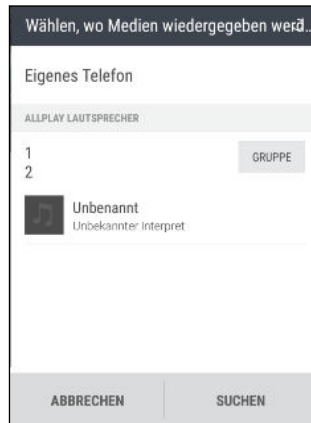 Wählen, wo Medien wiedergegeben werd...
Eigenes Telefon
ALLPLAY LAUTSPRECHER
1
GRUPPE
2
Unbenannt
Unbekannter Interpret
ABBRECHEN
SUCHEN